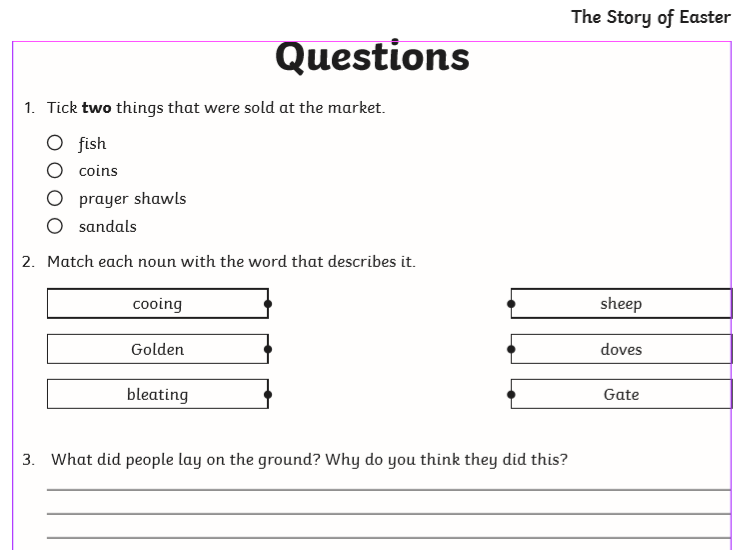 The Story of Easter
Questions
1. Tick two things that were sold at the market.
fish
coins
prayer shawls
sandals
2. Match each noun with the word that describes it.
cooing sheep
Golden doves
bleating Gate
3. What did people lay on the ground? Why do you think they did this?